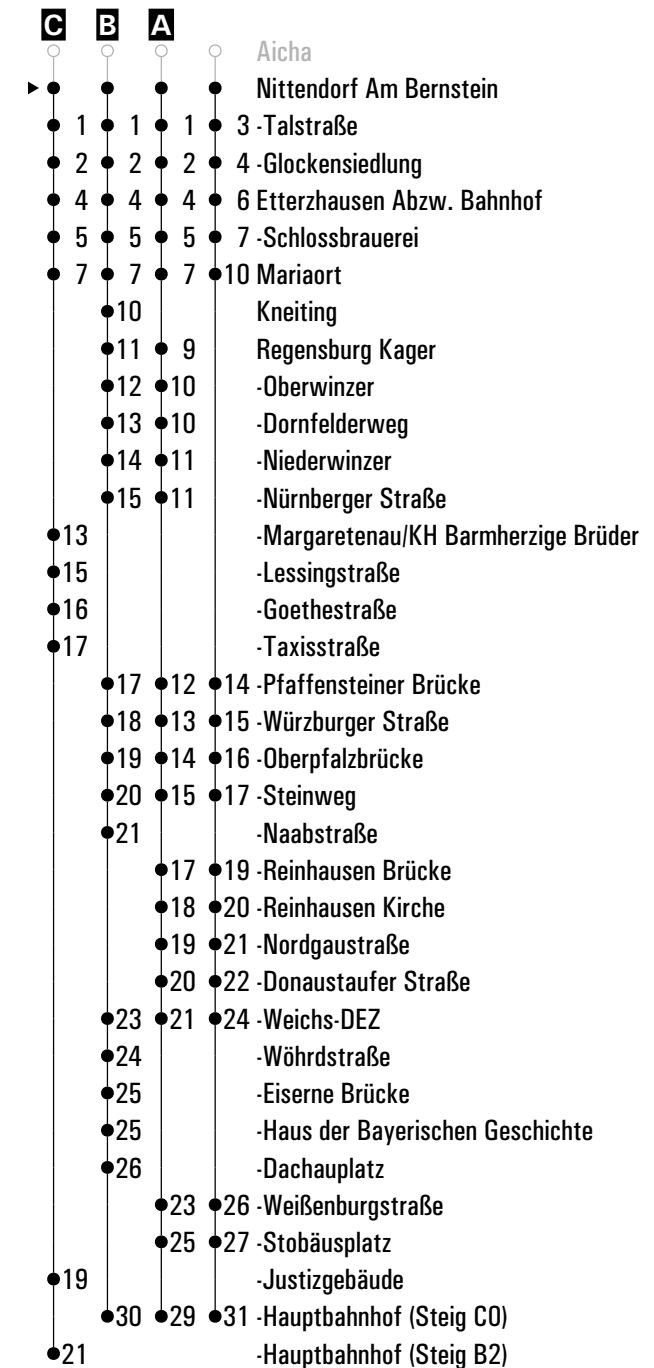 C B A
Aicha
Nittendorf Am Bernstein
1 1 1 3 -Talstraße
2 2 2 4 -Glockensiedlung
4 4 4 6 Etterzhausen Abzw. Bahnhof
5 5 5 7 -Schlossbrauerei
7 7 7 10 Mariaort
10 Kneiting
11 9 Regensburg Kager
12 10 -Oberwinzer
13 10 -Dornfelderweg
14 11 -Niederwinzer
15 11 -Nürnberger Straße
13 -Margaretenau/KH Barmherzige Brüder
15 -Lessingstraße
16 -Goethestraße
17 -Taxisstraße
17 12 14 -Pfaffensteiner Brücke
18 13 15 -Würzburger Straße
19 14 16 -Oberpfalzbrücke
20 15 17 -Steinweg
21 -Naabstraße
17 19 -Reinhausen Brücke
18 20 -Reinhausen Kirche
19 21 -Nordgaustraße
20 22 -Donaustaufer Straße
23 21 24 -Weichs-DEZ
24 -Wöhrdstraße
25 -Eiserne Brücke
25 -Haus der Bayerischen Geschichte
26 -Dachauplatz
23 26 -Weißenburgstraße
25 27 -Stobäusplatz
19 -Justizgebäude
30 29 31 -Hauptbahnhof (Steig C0)
21 -Hauptbahnhof (Steig B2)